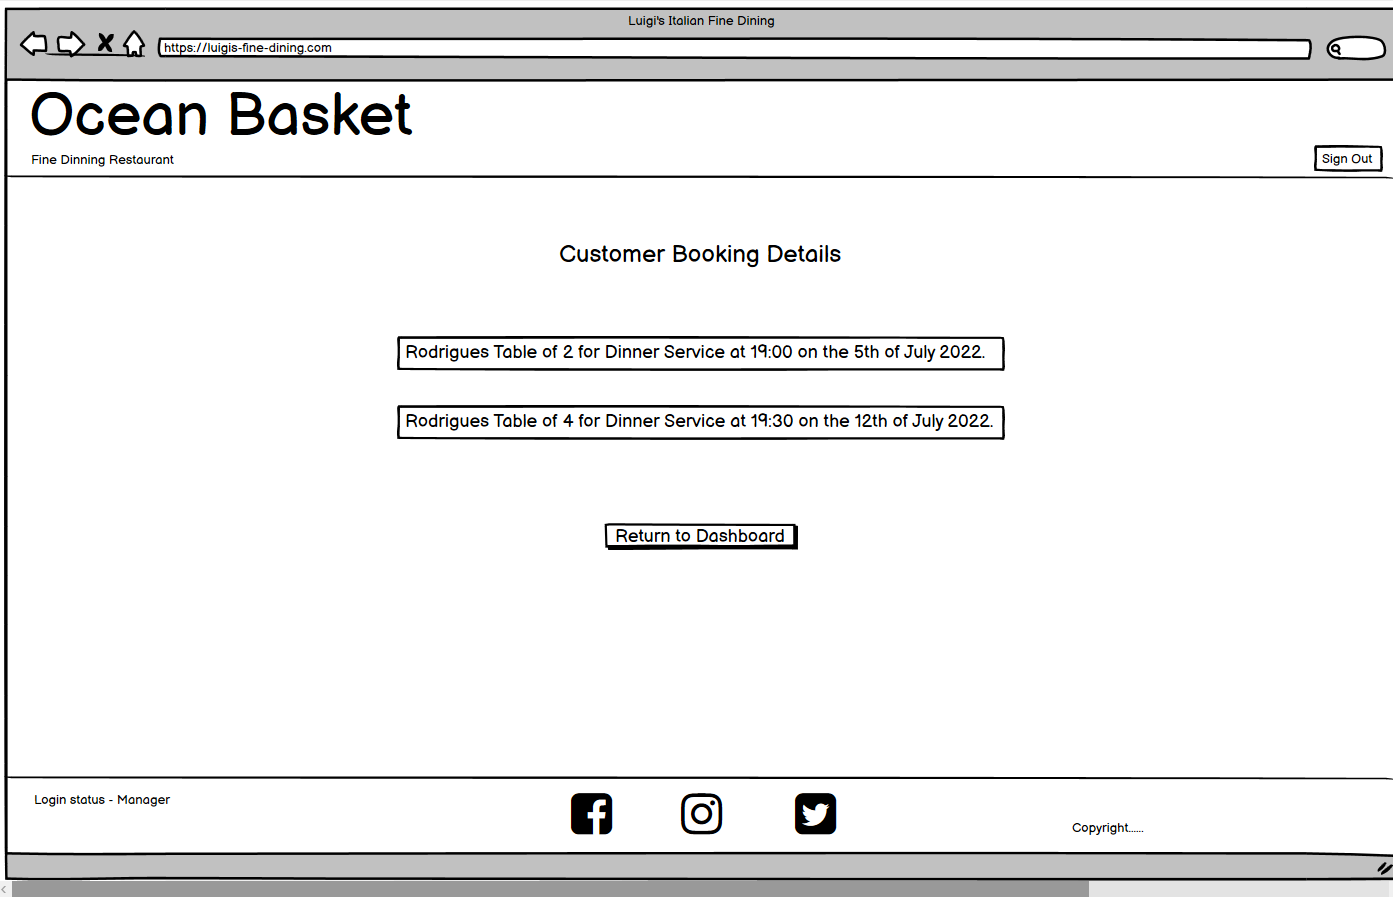 Luigi's Italian Fine Dining
https://luigis-fine-dining.com
Ocean Basket
Fine Dinning Restaurant
Sign Out
Customer Booking Details
Rodrigues Table of 2 for Dinner Service at 19:00 on the 5th of July 2022.
Rodrigues Table of 4 for Dinner Service at 19:30 on the 12th of July 2022.
Return to Dashboard
Login status - Manager
Copyright......